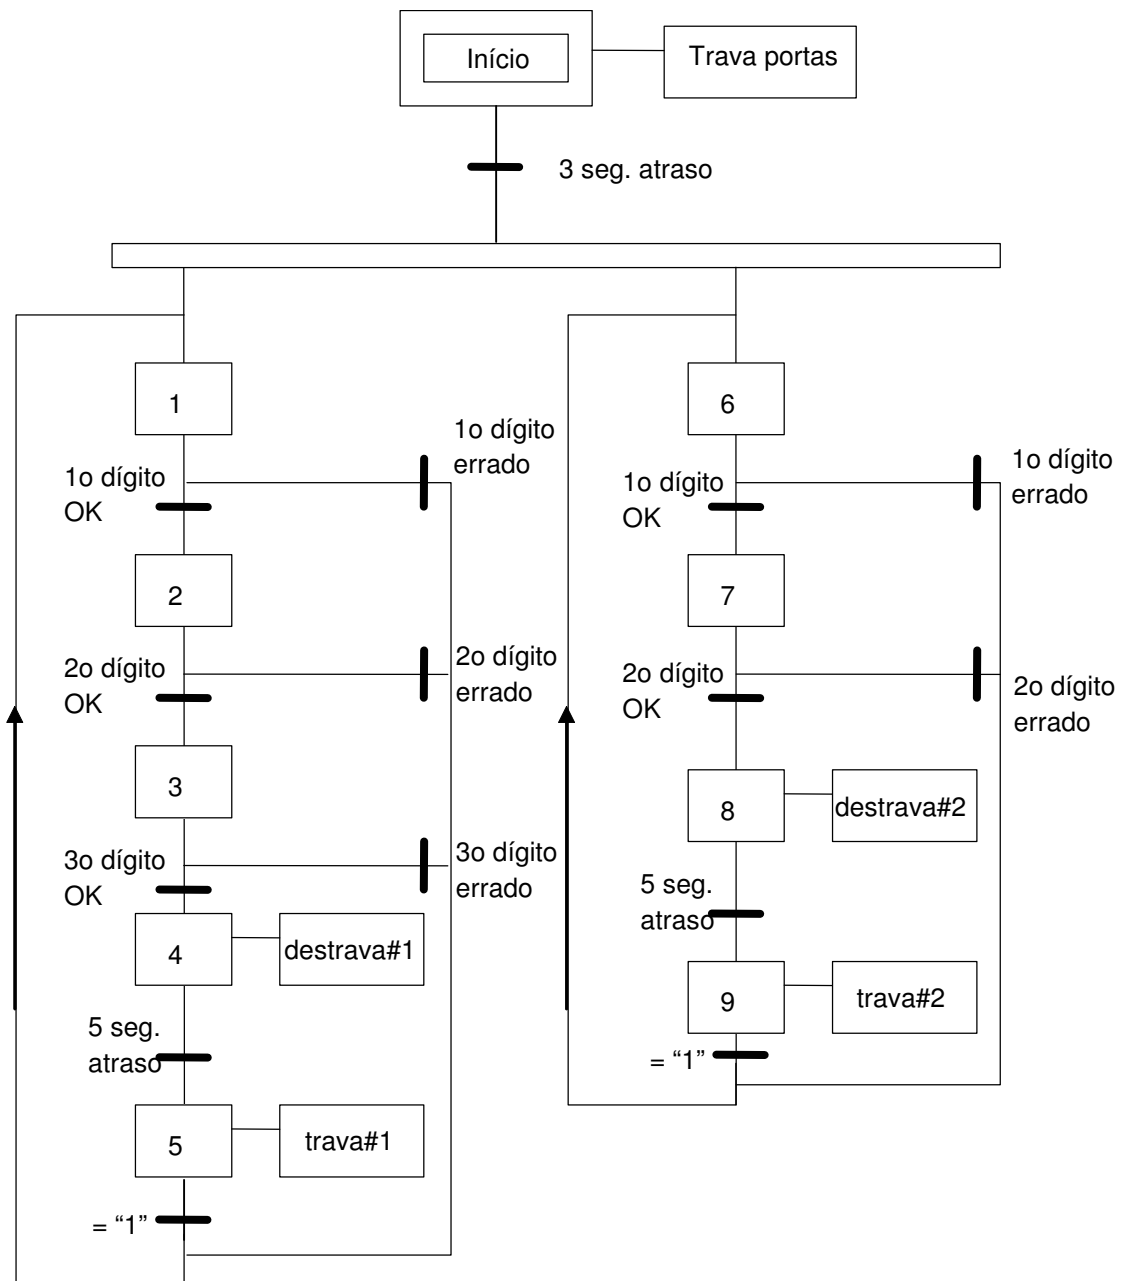 Início
Trava portas
3 seg. atraso
1
1o dígito
errado
1o dígito
OK
2
2o dígito
OK
2o dígito
errado
3
3o dígito
OK
3o dígito
errado
4
destrava#1
5 seg.
atraso
5
trava#1
= “1”
6
1o dígito
errado
1o dígito
OK
7
2o dígito
OK
2o dígito
errado
8
destrava#2
5 seg.
atraso
9
trava#2
= “1”